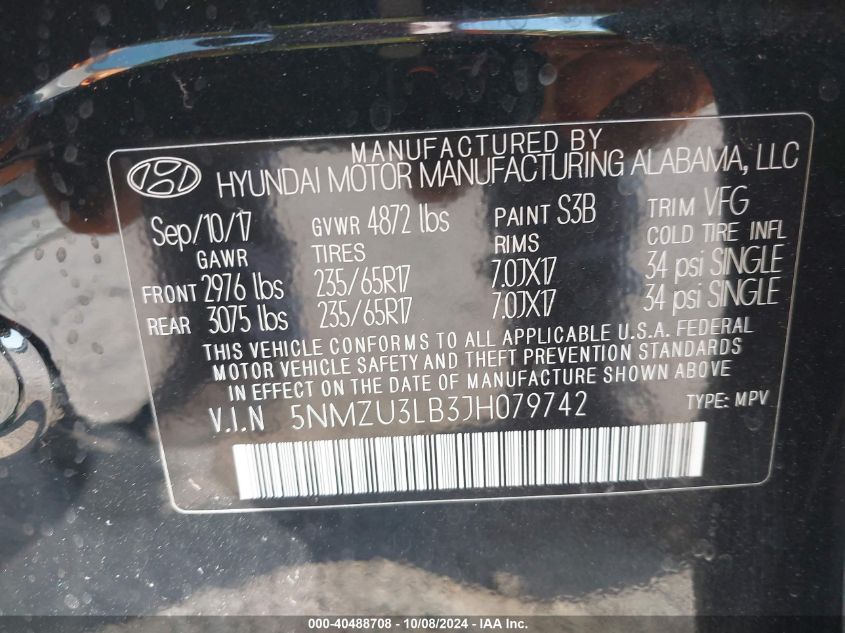 MANUFACTURED BY
HYUNDAI MOTOR MANUFACTURING ALABAMA, LLC
Sep/10/17 GVWR 4872 lbs PAINT S3B TRIM VFG
GAWR TIRES RIMS COLD TIRE INFL
FRONT 2976 lbs 235/65R17 7.0JX17 34 psi SINGLE
REAR 3075 lbs 235/65R17 7.0JX17 34 psi SINGLE
THIS VEHICLE CONFORMS TO ALL APPLICABLE U.S.A. FEDERAL
MOTOR VEHICLE SAFETY AND THEFT PREVENTION STANDARDS
IN EFFECT ON THE DATE OF MANUFACTURE SHOWN ABOVE
V.I.N 5NMZU3LB3JH079742 TYPE: MPV
000-40488708 - 10/08/2024 - IAA Inc.